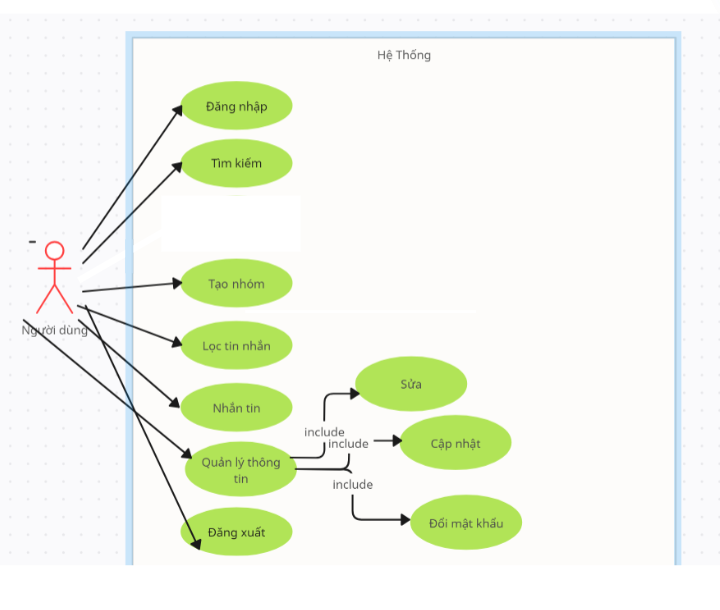 Hệ Thống
Đăng nhập
Tìm kiếm
Tạo nhóm
Người dùng
Lọc tin nhắn
Nhắn tin
Sửa
include
include
Cập nhật
Quản lý thông
tin
include
Đổi mật khẩu
Đăng xuất